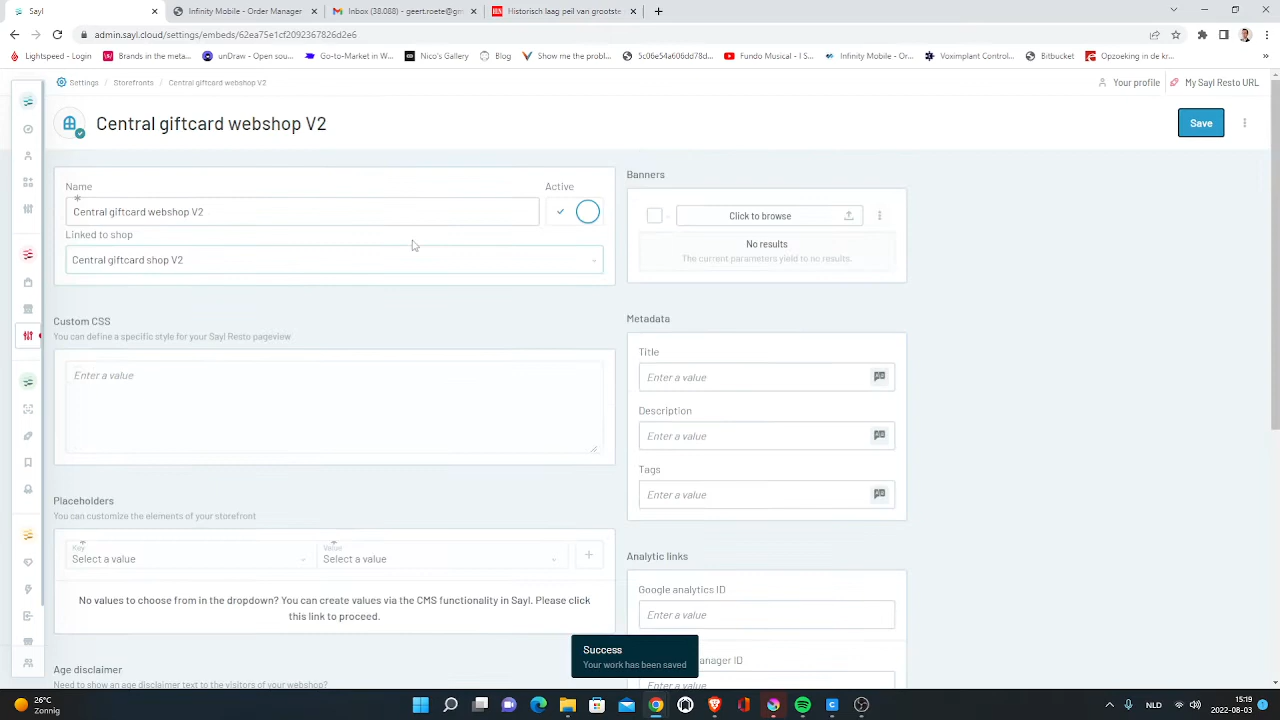 Sayl
Infinity Mobile - Order Manager
Inbox (38.088) - geert.roete@gm
Historisch laag peil van grootste
admin.sayl.cloud/settings/embeds/62ea75e1cf2092367826d2e6
Lightspeed - Login
Brands in the meta...
unDraw - Open sou...
Go-Market in W...
Nico's Gallery
Blog
Show me the probl...
5c06e54a606dd78d...
Fundo Musical - I S...
Infinity Mobile - Or...
Voximplant Control...
Bitbucket
Opzoeking in de kr...
»
Settings / Storefronts / Central giftcard webshop V2
Your profile
My Sayl Resto URL
Central giftcard webshop V2
Save
Name
*
Active
Central giftcard webshop V2
Linked to shop
Central giftcard shop V2
Custom CSS
You can define a specific style for your Sayl Resto pageview
Enter a value
Placeholders
You can customize the elements of your storefront
Key
*
Select a value
Value
*
Select a value
+
No values to choose from in the dropdown? You can create values via the CMS functionality in Sayl. Please click
this link to proceed.
Age disclaimer
Need to show an age disclaimer text to the visitors of your webshop?
Banners
Click to browse
No results
The current parameters yield to no results.
Metadata
Title
Enter a value
Description
Enter a value
Tags
Enter a value
Analytic links
Google analytics ID
Enter a value
anager ID
Enter a value
Success
Your work has been saved
26°C
Zonnig
NLD
15:19
2022-08-03